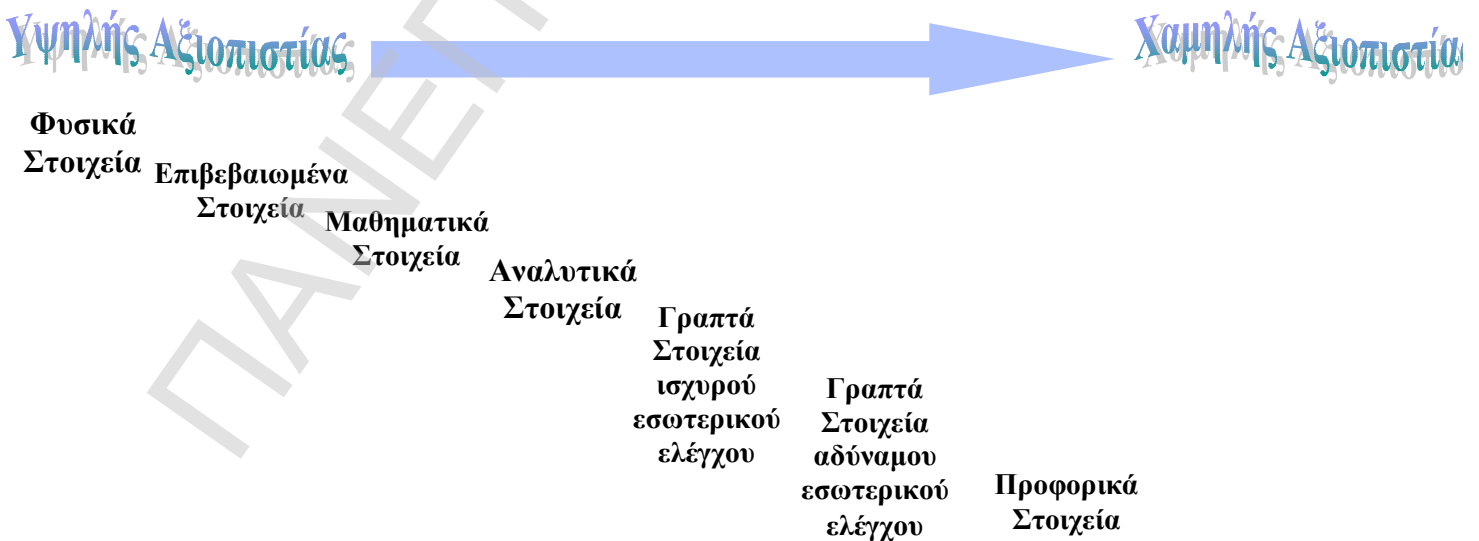 Υψηλής Αξιοπιστίας
Χαμηλής Αξιοπιστίας
Φυσικά
Στοιχεία
Επιβεβαιωμένα
Στοιχεία
Μαθηματικά
Στοιχεία
Αναλυτικά
Στοιχεία
Γραπτά
Στοιχεία
ισχυρού
εσωτερικού
ελέγχου
Γραπτά
Στοιχεία
αδύναμου
εσωτερικού
ελέγχου
Προφορικά
Στοιχεία
ΠΑΝΕΠ